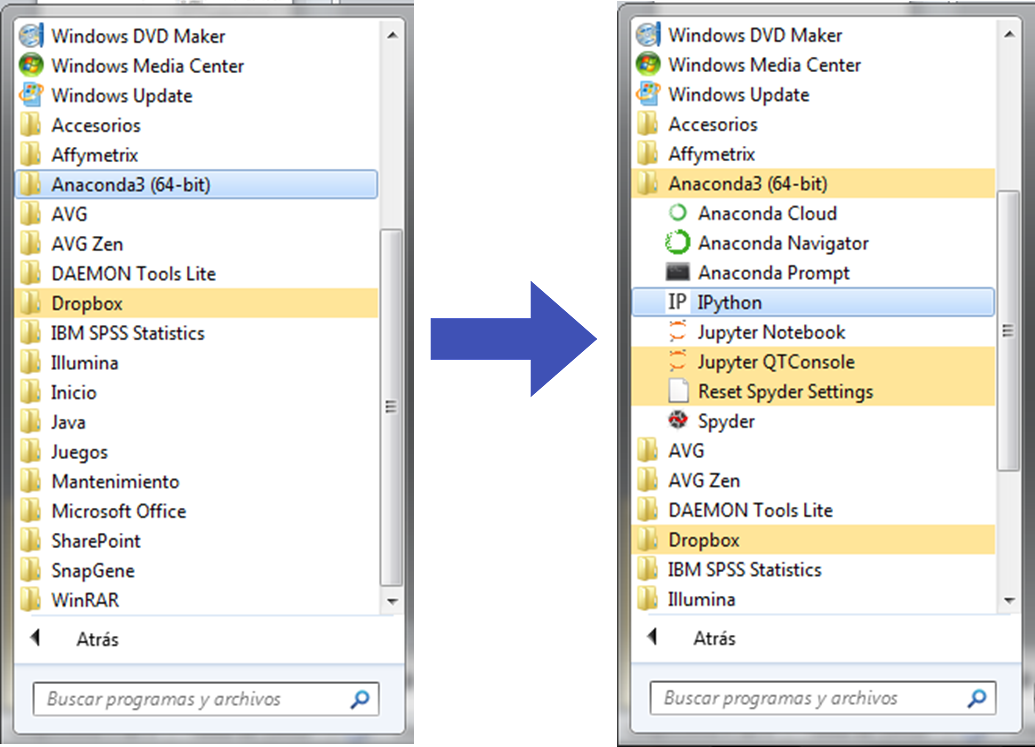 Windows DVD Maker
Windows Media Center
Windows Update
Accesorios
Affymetrix
Anaconda3 (64-bit)
AVG
AVG Zen
DAEMON Tools Lite
Dropbox
IBM SPSS Statistics
Illumina
Inicio
Java
Juegos
Mantenimiento
Microsoft Office
SharePoint
SnapGene
WinRAR
Atrás
Buscar programas y archivos
Windows DVD Maker
Windows Media Center
Windows Update
Accesorios
Affymetrix
Anaconda3 (64-bit)
Anaconda Cloud
Anaconda Navigator
Anaconda Prompt
IP IPython
Jupyter Notebook
Jupyter QTConsole
Reset Spyder Settings
Spyder
AVG
AVG Zen
DAEMON Tools Lite
Dropbox
IBM SPSS Statistics
Illumina
Atrás
Buscar programas y archivos